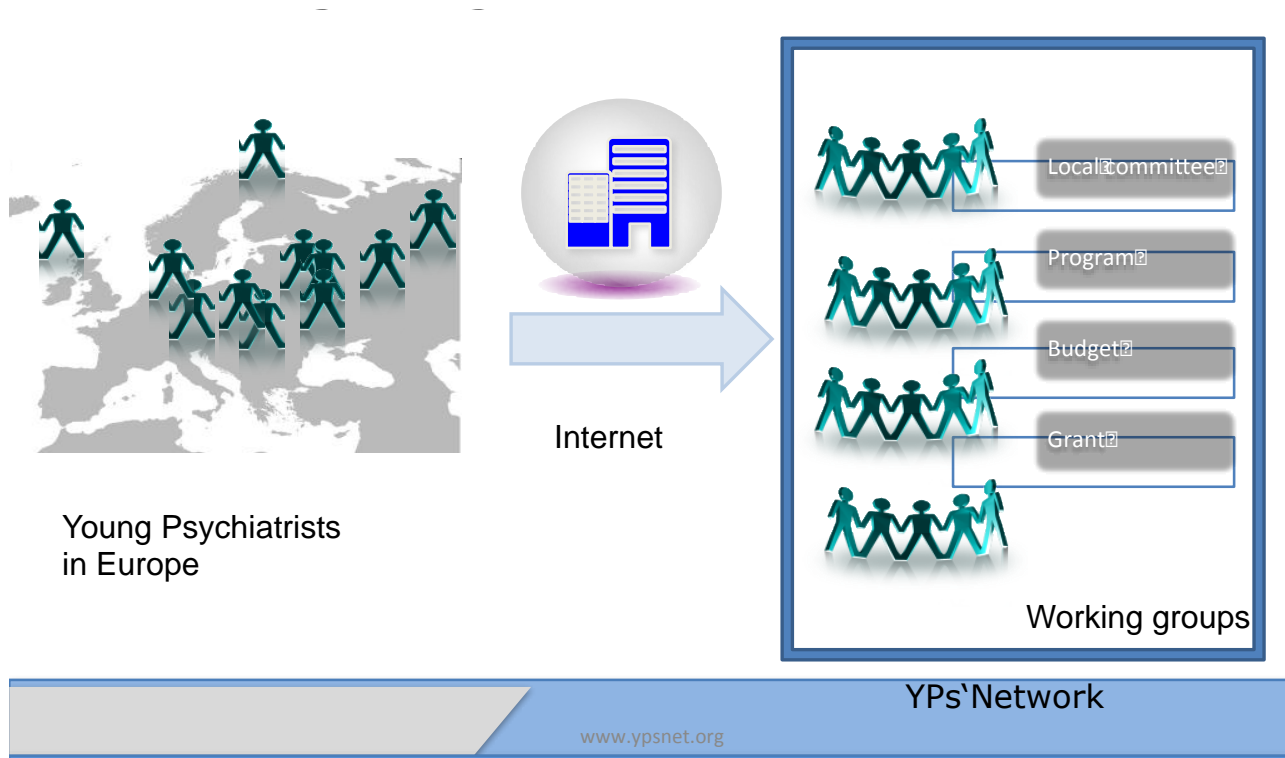 Local committee
Program
Budget
Grant
Internet
Young Psychiatrists
in Europe
Working groups
YPs‘Network
www.ypsnet.org